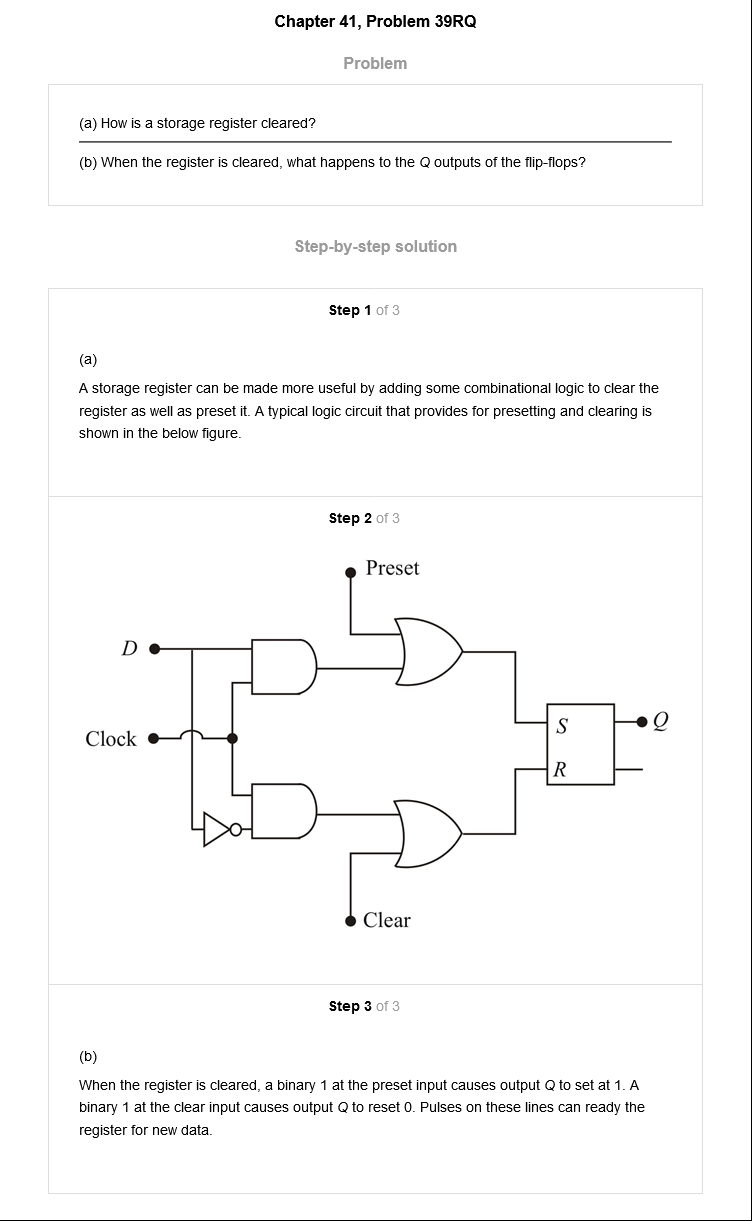 Chapter 41, Problem 39RQ
Problem
(a) How is a storage register cleared?
(b) When the register is cleared, what happens to the Q outputs of the flip-flops?
Step-by-step solution
Step 1 of 3
(a)
A storage register can be made more useful by adding some combinational logic to clear the
register as well as preset it. A typical logic circuit that provides for presetting and clearing is
shown in the below figure.
Step 2 of 3
Preset
D
Clock
S
Q
R
Clear
Step 3 of 3
(b)
When the register is cleared, a binary 1 at the preset input causes output Q to set at 1. A
binary 1 at the clear input causes output Q to reset 0. Pulses on these lines can ready the
register for new data.